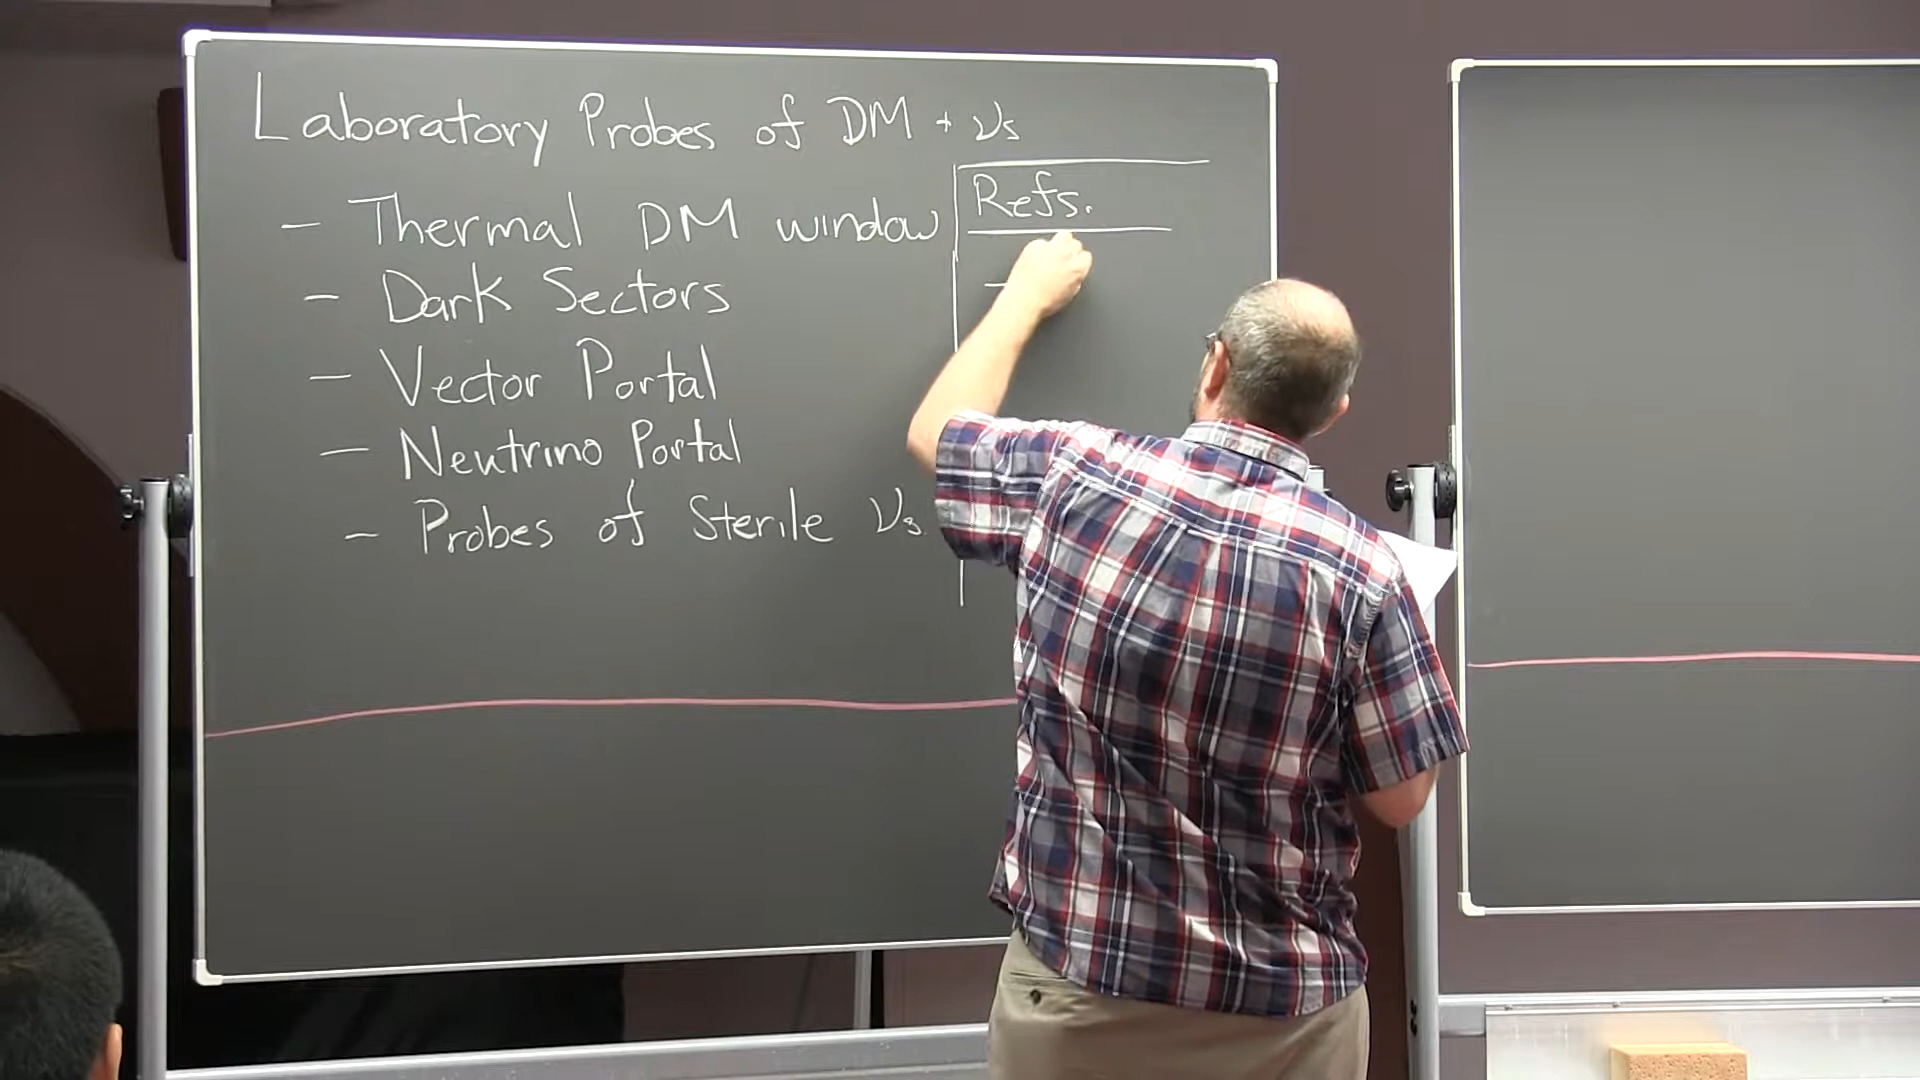 Laboratory Probes of DM + νs
- Thermal DM window
- Dark Sectors
- Vector Portal
- Neutrino Portal
- Probes of Sterile νs.
Refs.
-